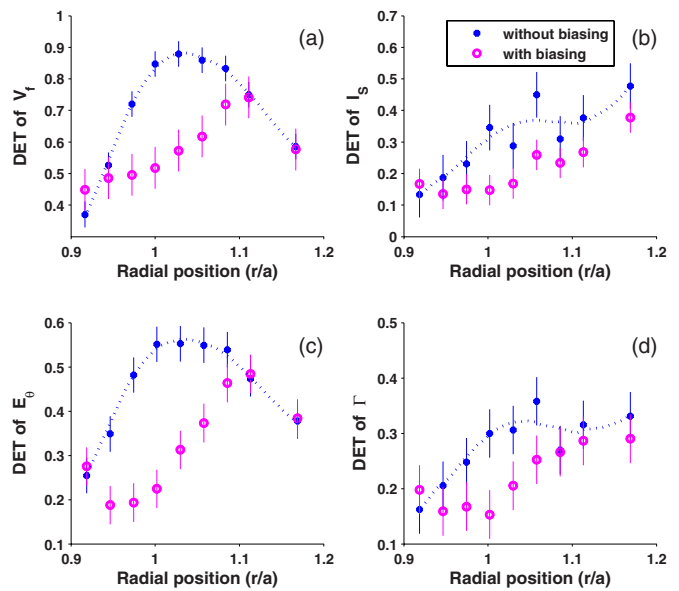 (a)
DET of V_f
1
0.9
0.8
0.7
0.6
0.5
0.4
0.9 1 1.1 1.2
Radial position (r/a)
without biasing
with biasing
(b)
DET of I_S
0.7
0.6
0.5
0.4
0.3
0.2
0.1
0
0.9 1 1.1 1.2
Radial position (r/a)
(c)
DET of E_θ
0.6
0.5
0.4
0.3
0.2
0.1
0.9 1 1.1 1.2
Radial position (r/a)
(d)
DET of Γ
0.5
0.4
0.3
0.2
0.1
0.9 1 1.1 1.2
Radial position (r/a)